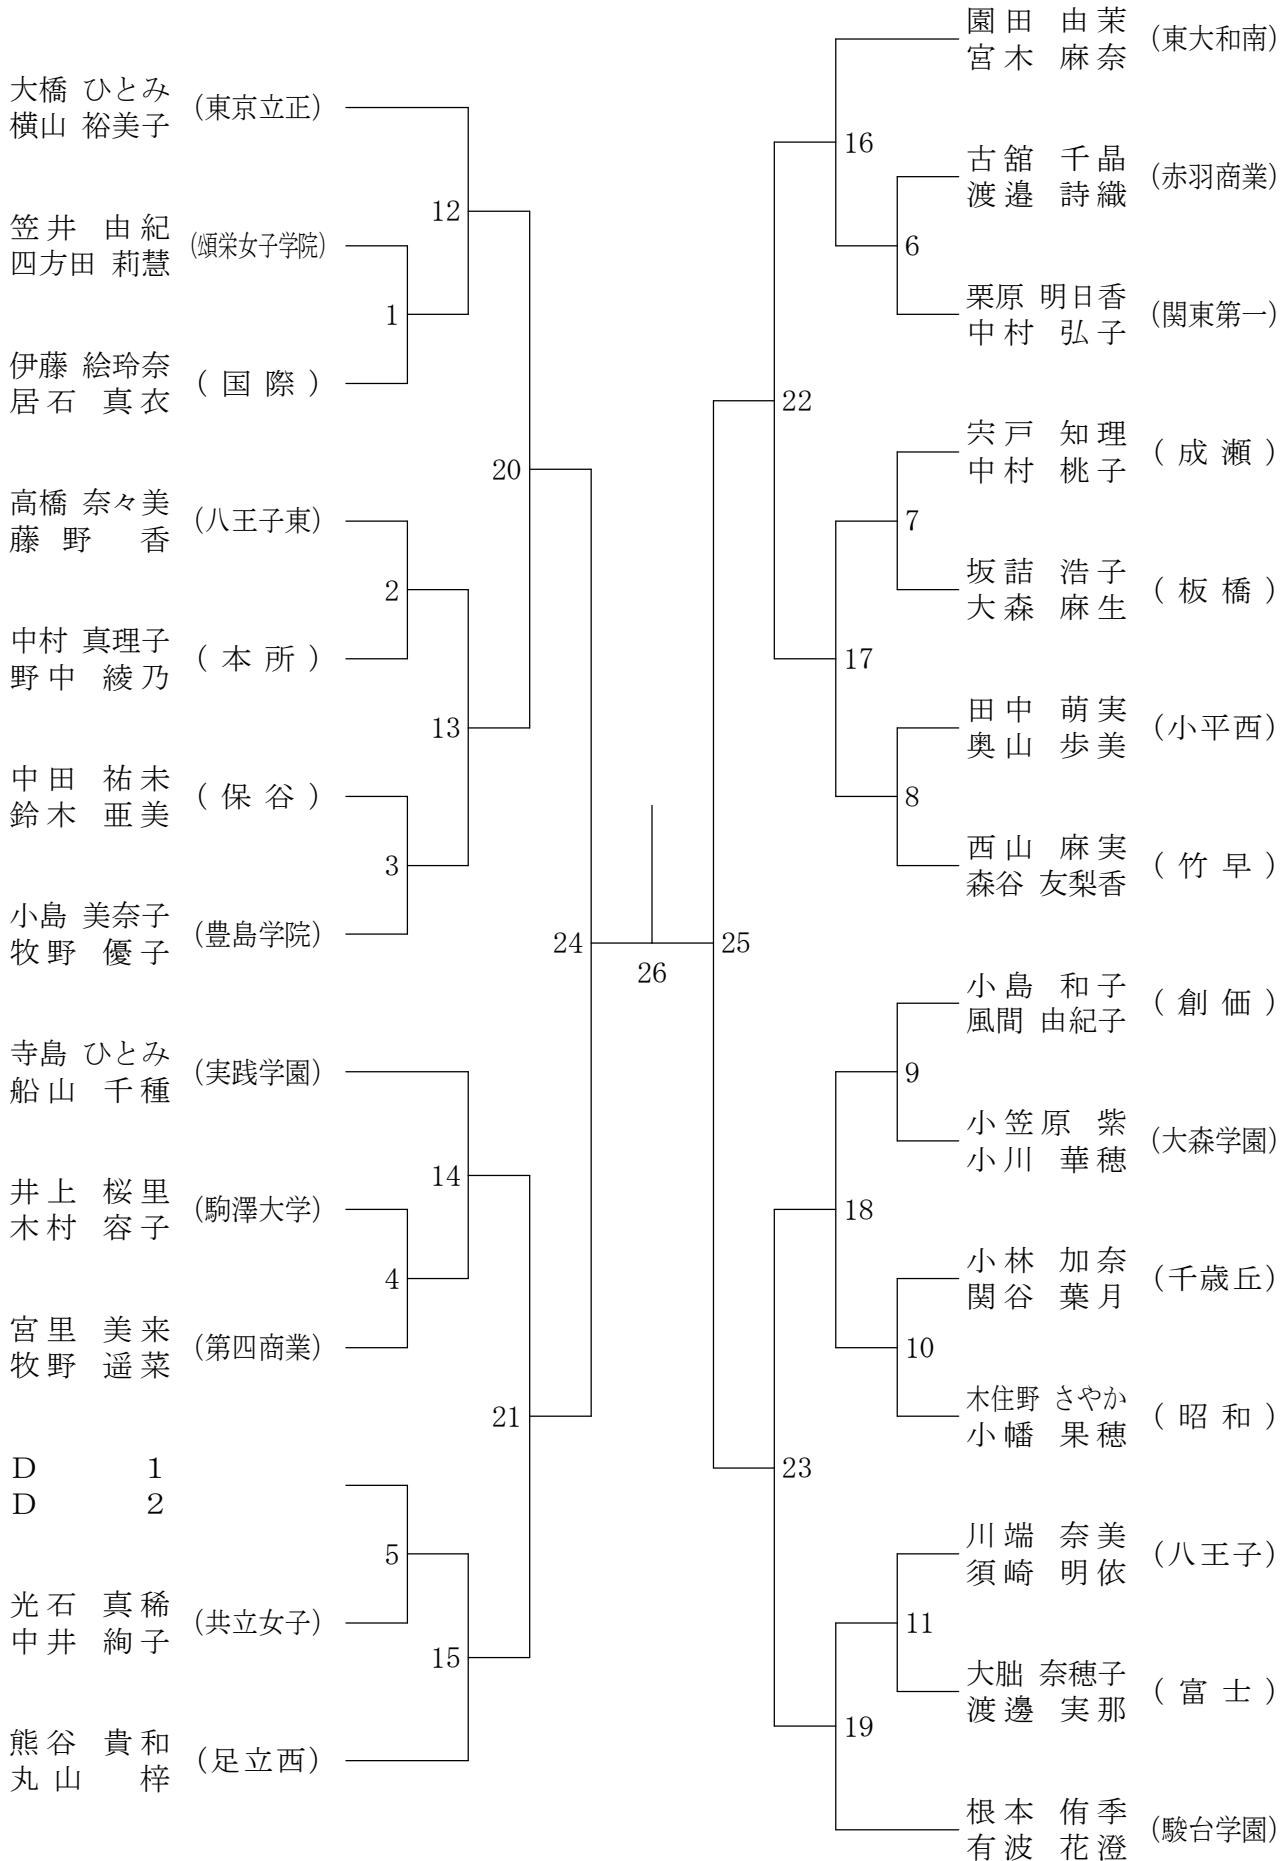 大橋 ひとみ
横山 裕美子
(東京立正)
笠井 由紀
四方田 莉慧
(頌栄女子学院)
伊藤 絵玲奈
居石 真衣
(国際)
高橋 奈々美
藤野 香
(八王子東)
中村 真理子
野中 綾乃
(本所)
中田 祐未
鈴木 亜美
(保谷)
小島 美奈子
牧野 優子
(豊島学院)
寺島 ひとみ
船山 千種
(実践学園)
井上 桜里
木村 容子
(駒澤大学)
宮里 美来
牧野 遥菜
(第四商業)
D 1
D 2
光石 真稀
中井 絢子
(共立女子)
熊谷 貴和
丸山 梓
(足立西)
1
2
3
4
5
12
13
14
15
20
21
24
26
25
22
23
16
17
18
19
6
7
8
9
10
11
園田 由茉
宮木 麻奈
(東大和南)
古舘 千晶
渡邉 詩織
(赤羽商業)
栗原 明日香
中村 弘子
(関東第一)
宍戸 知理
中村 桃子
(成瀬)
坂詰 浩子
大森 麻生
(板橋)
田中 萌実
奥山 歩美
(小平西)
西山 麻実
森谷 友梨香
(竹早)
小島 和子
風間 由紀子
(創価)
小笠原 紫
小川 華穂
(大森学園)
小林 加奈
関谷 葉月
(千歳丘)
木住野 さやか
小幡 果穂
(昭和)
川端 奈美
須崎 明依
(八王子)
大朏 奈穂子
渡邊 実那
(富士)
根本 侑季
有波 花澄
(駿台学園)